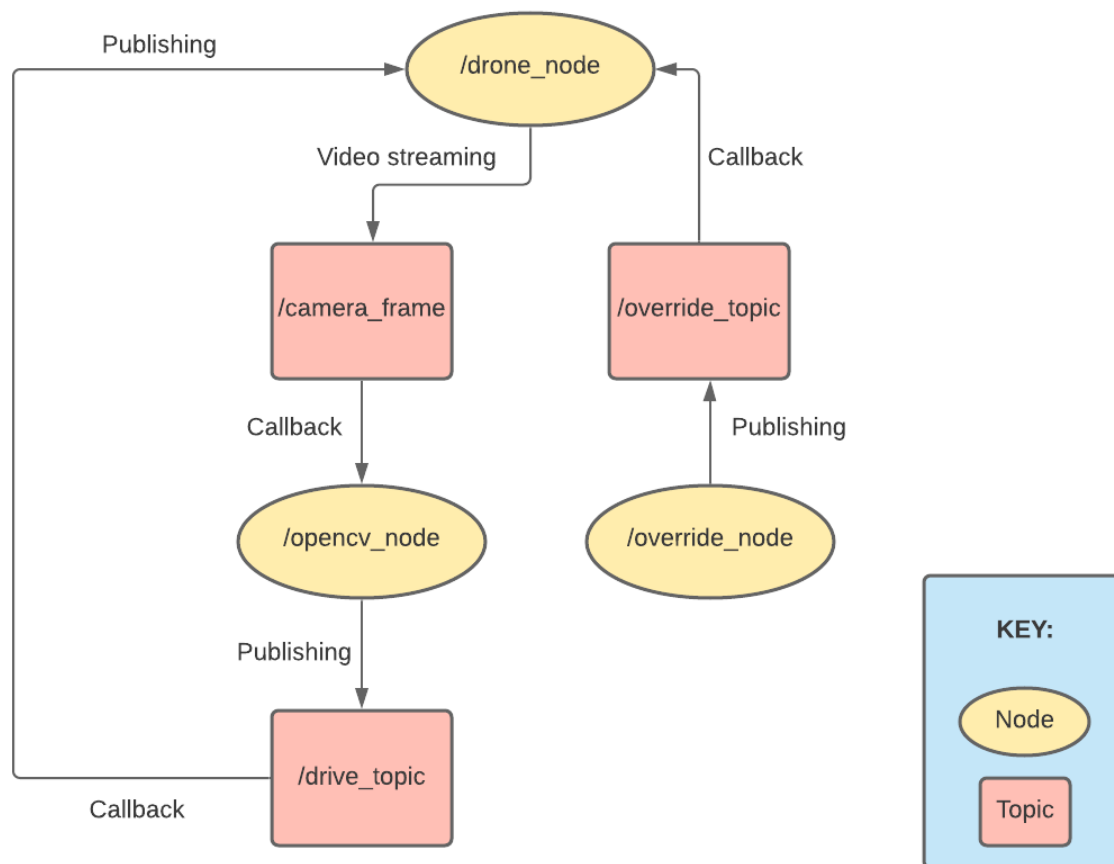 Publishing
/drone_node
Video streaming
Callback
/camera_frame
/override_topic
Callback
Publishing
/opencv_node
/override_node
Publishing
/drive_topic
Callback
KEY:
Node
Topic